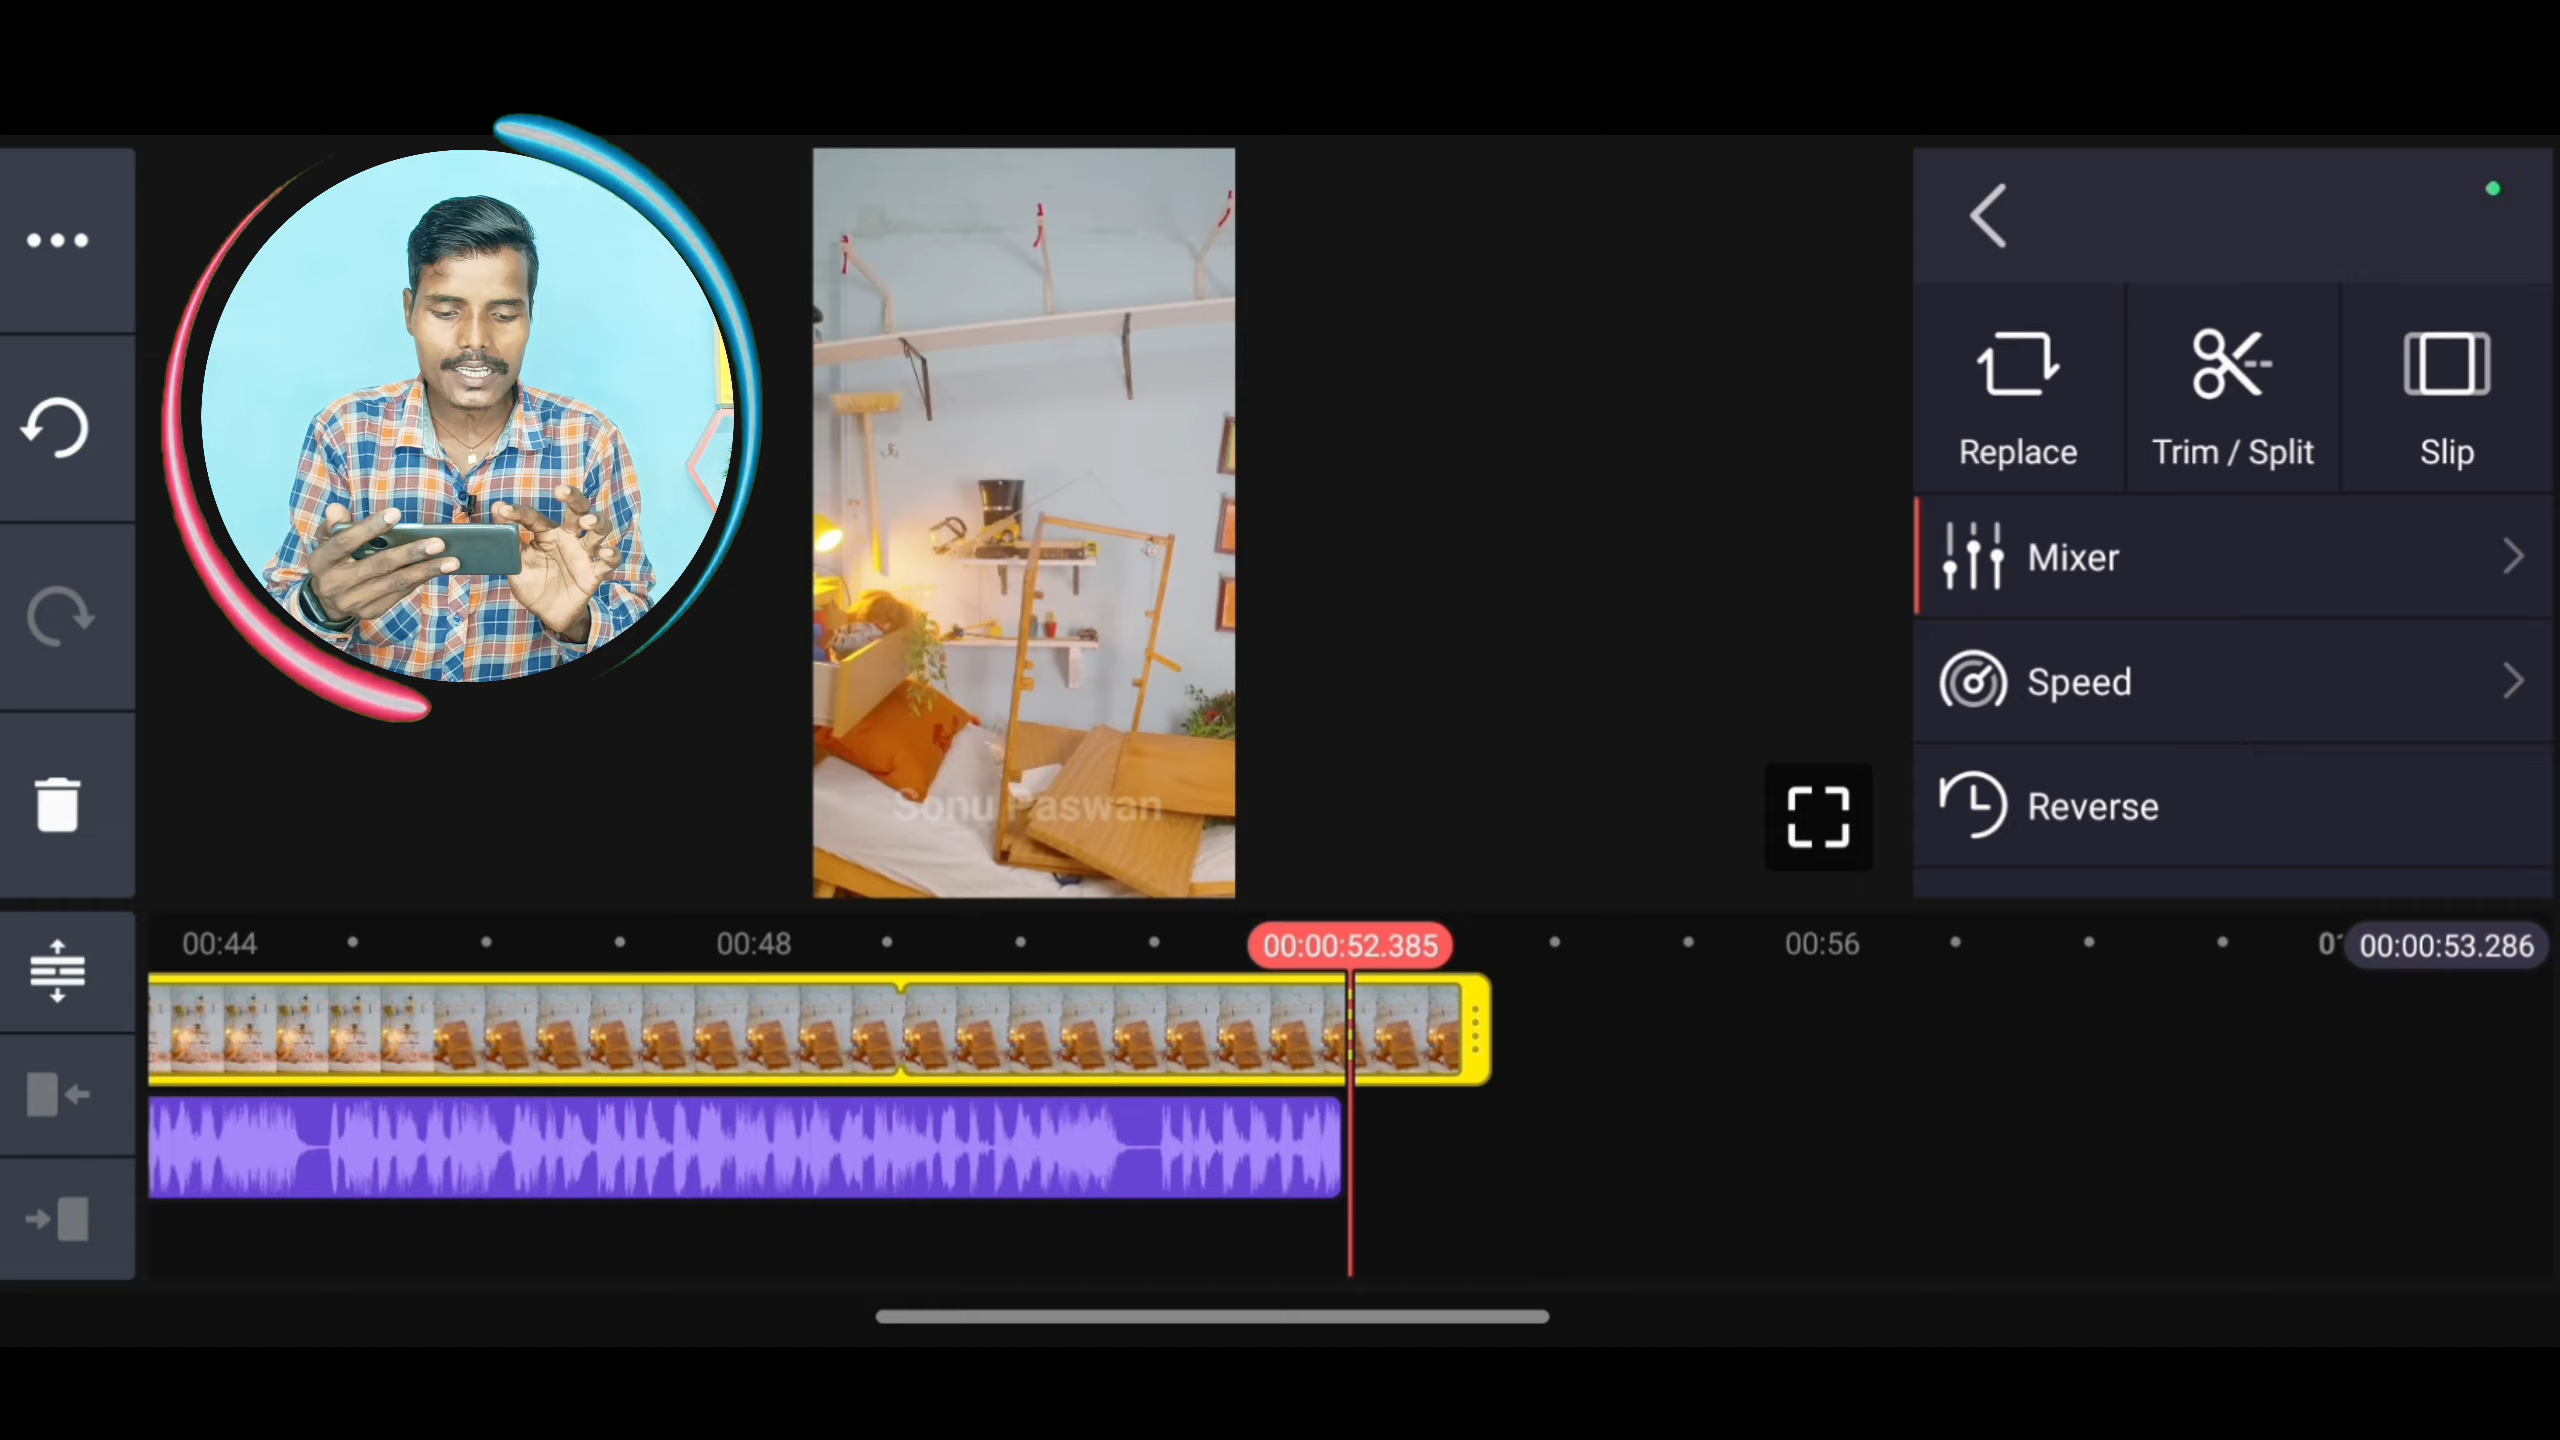 Replace
Trim / Split
Slip
Mixer
Speed
Reverse
Sonu Paswan
00:44
00:48
00:00:52.385
00:56
00:00:53.286